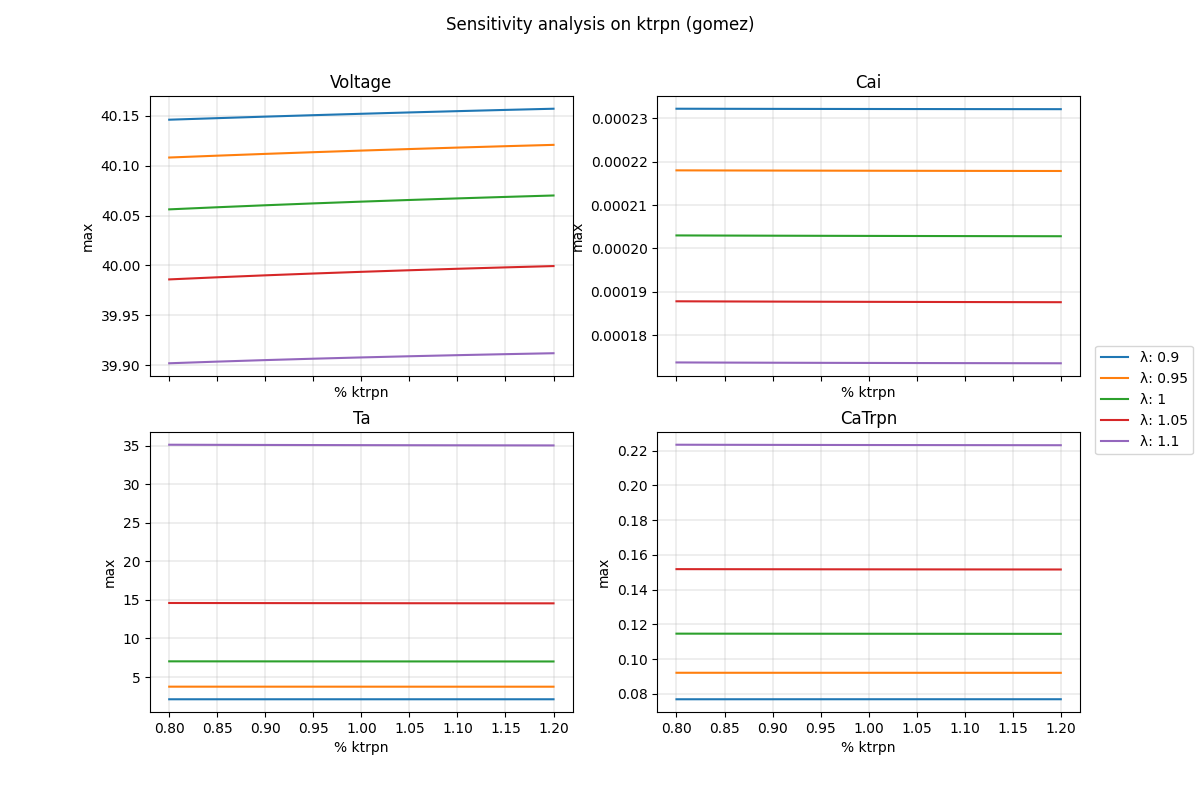 Sensitivity analysis on ktrpn (gomez)
Voltage
40.15
40.10
40.05
40.00
39.95
39.90
max
% ktrpn
Cai
0.00023
0.00022
0.00021
0.00020
0.00019
0.00018
max
% ktrpn
λ: 0.9
λ: 0.95
λ: 1
λ: 1.05
λ: 1.1
Ta
35
30
25
20
15
10
5
max
0.80 0.85 0.90 0.95 1.00 1.05 1.10 1.15 1.20
% ktrpn
CaTrpn
0.22
0.20
0.18
0.16
0.14
0.12
0.10
0.08
max
0.80 0.85 0.90 0.95 1.00 1.05 1.10 1.15 1.20
% ktrpn